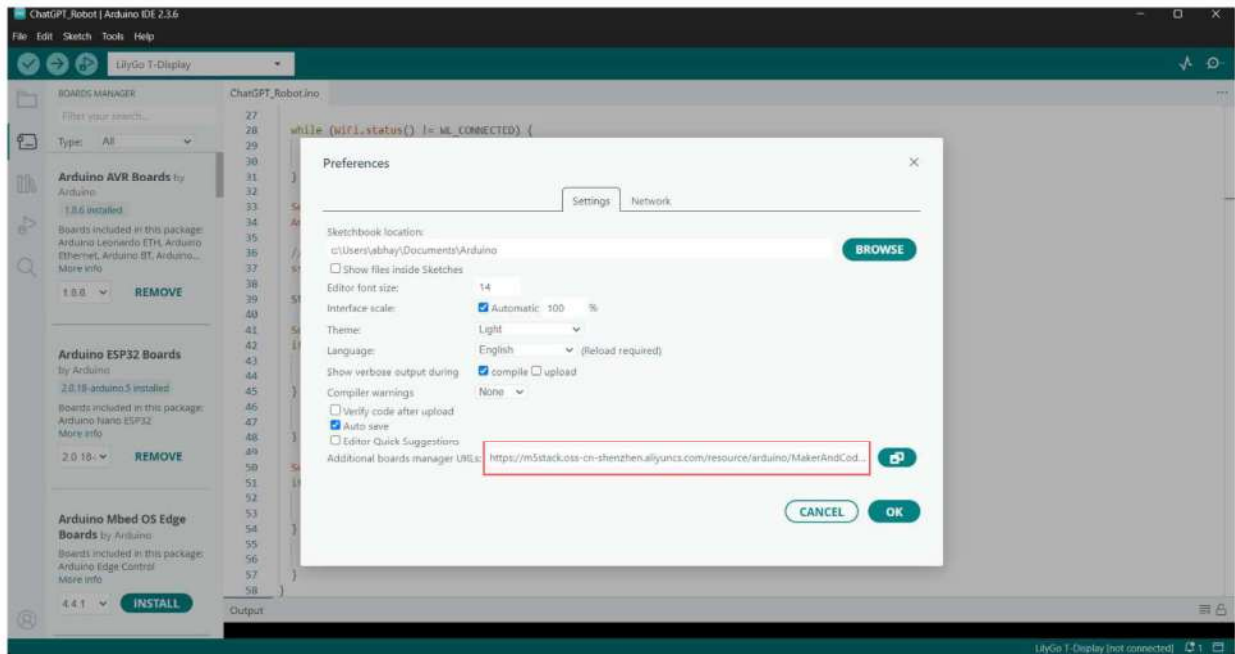 ChatGPT_Robot | Arduino IDE 2.3.6
File Edit Sketch Tools Help
LilyGo T-Display
BOARDS MANAGER
ChatGPT_Robot.ino
Filter your search...
Type: All
27
28 while (WiFi.status() != WL_CONNECTED) {
29
30
31 }
32
33
34
35
36
37
38
39
40
41
42
43
44
45 }
46
47
48 }
49
50
51
52
53
54 }
55
56
57 }
58 }
Arduino AVR Boards by
Arduino
1.8.6 installed
Boards included in this package:
Arduino Leonardo ETH, Arduino
Ethernet, Arduino BT, Arduino...
More info
1.8.6 REMOVE
Arduino ESP32 Boards
by Arduino
2.0.18-arduino.5 installed
Boards included in this package:
Arduino Nano ESP32
More info
2.0.18- REMOVE
Arduino Mbed OS Edge
Boards by Arduino
Boards included in this package:
Arduino Edge Control
More info
4.4.1 INSTALL
Preferences
Settings Network
Sketchbook location:
c:\Users\abhay\Documents\Arduino
BROWSE
Show files inside Sketches
Editor font size: 14
Interface scale: Automatic 100 %
Theme: Light
Language: English (Reload required)
Show verbose output during compile upload
Compiler warnings None
Verify code after upload
Auto save
Editor Quick Suggestions
Additional boards manager URLs: https://m5stack.oss-cn-shenzhen.aliyuncs.com/resource/arduino/MakerAndCod...
CANCEL OK
Output
LilyGo T-Display [not connected] 1